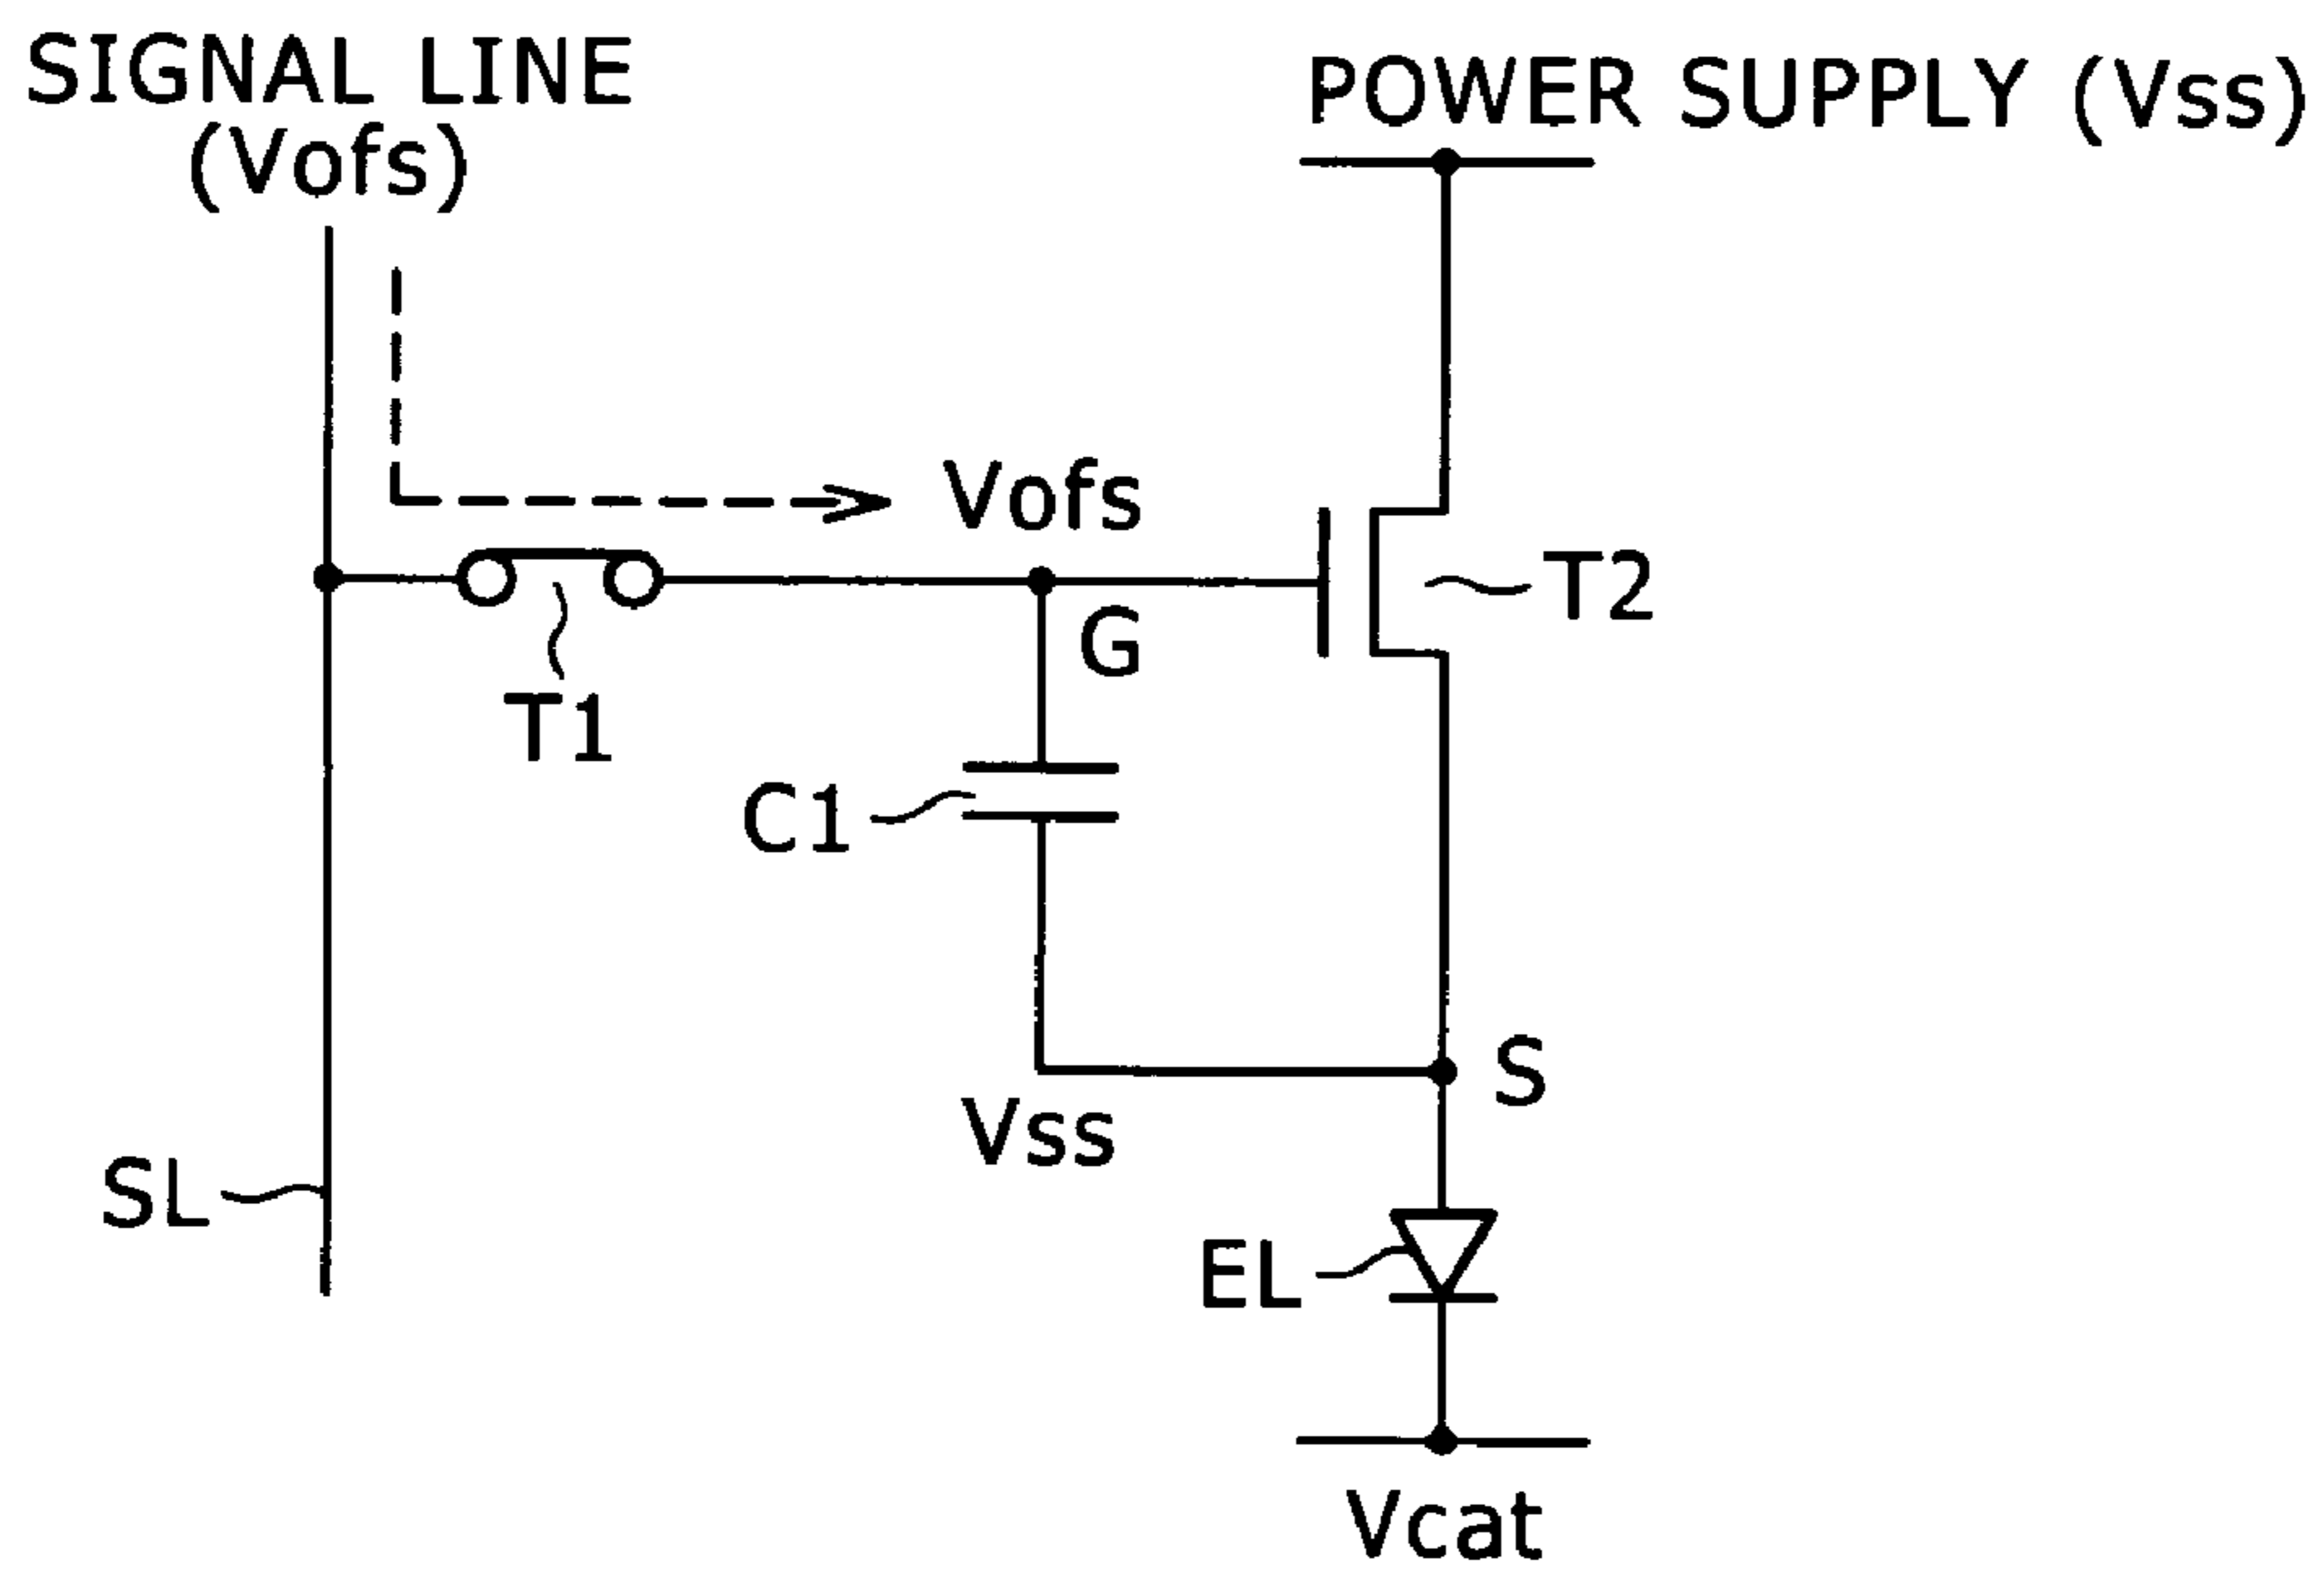 SIGNAL LINE
(Vofs)
POWER SUPPLY (Vss)
Vofs
T2
G
T1
C1
S
Vss
SL
EL
Vcat